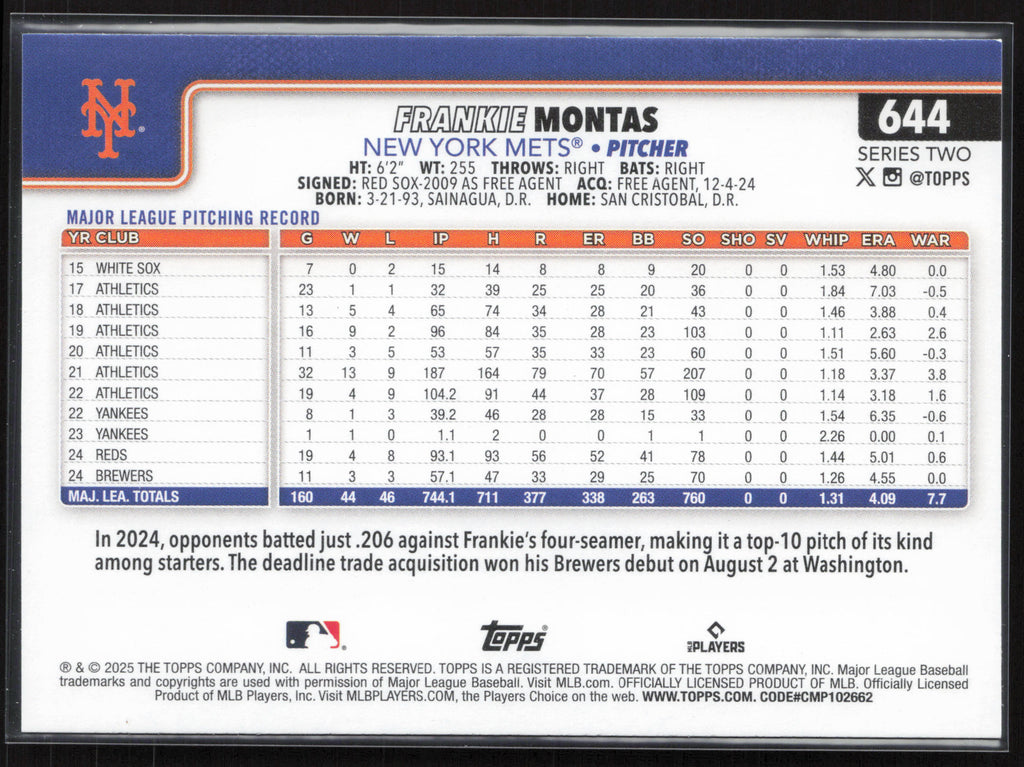 NY
FRANKIE MONTAS
644
NEW YORK METS® • PITCHER
SERIES TWO
HT: 6'2" WT: 255 THROWS: RIGHT BATS: RIGHT
@TOPPS
SIGNED: RED SOX-2009 AS FREE AGENT ACQ: FREE AGENT, 12-4-24
BORN: 3-21-93, SAINAGUA, D.R. HOME: SAN CRISTOBAL, D.R.
MAJOR LEAGUE PITCHING RECORD
YR CLUB G W L IP H R ER BB SO SHO SV WHIP ERA WAR
15 WHITE SOX 7 0 2 15 14 8 8 9 20 0 0 1.53 4.80 0.0
17 ATHLETICS 23 1 1 32 39 25 25 20 36 0 0 1.84 7.03 -0.5
18 ATHLETICS 13 5 4 65 74 34 28 21 43 0 0 1.46 3.88 0.4
19 ATHLETICS 16 9 2 96 84 35 28 23 103 0 0 1.11 2.63 2.6
20 ATHLETICS 11 3 5 53 57 35 33 23 60 0 0 1.51 5.60 -0.3
21 ATHLETICS 32 13 9 187 164 79 70 57 207 0 0 1.18 3.37 3.8
22 ATHLETICS 19 4 9 104.2 91 44 37 28 109 0 0 1.14 3.18 1.6
22 YANKEES 8 1 3 39.2 46 28 28 15 33 0 0 1.54 6.35 -0.6
23 YANKEES 1 1 0 1.1 2 0 0 1 1 0 0 2.26 0.00 0.1
24 REDS 19 4 8 93.1 93 56 52 41 78 0 0 1.44 5.01 0.6
24 BREWERS 11 3 3 57.1 47 33 29 25 70 0 0 1.26 4.55 0.0
MAJ. LEA. TOTALS 160 44 46 744.1 711 377 338 263 760 0 0 1.31 4.09 7.7
In 2024, opponents batted just .206 against Frankie's four-seamer, making it a top-10 pitch of its kind
among starters. The deadline trade acquisition won his Brewers debut on August 2 at Washington.
Topps®
MLB PLAYERS
® & © 2025 THE TOPPS COMPANY, INC. ALL RIGHTS RESERVED. TOPPS IS A REGISTERED TRADEMARK OF THE TOPPS COMPANY, INC. Major League Baseball
trademarks and copyrights are used with permission of Major League Baseball. Visit MLB.com. OFFICIALLY LICENSED PRODUCT OF MLB. Officially Licensed
Product of MLB Players, Inc. Visit MLBPLAYERS.COM, the Players Choice on the web. WWW.TOPPS.COM. CODE#CMP102662